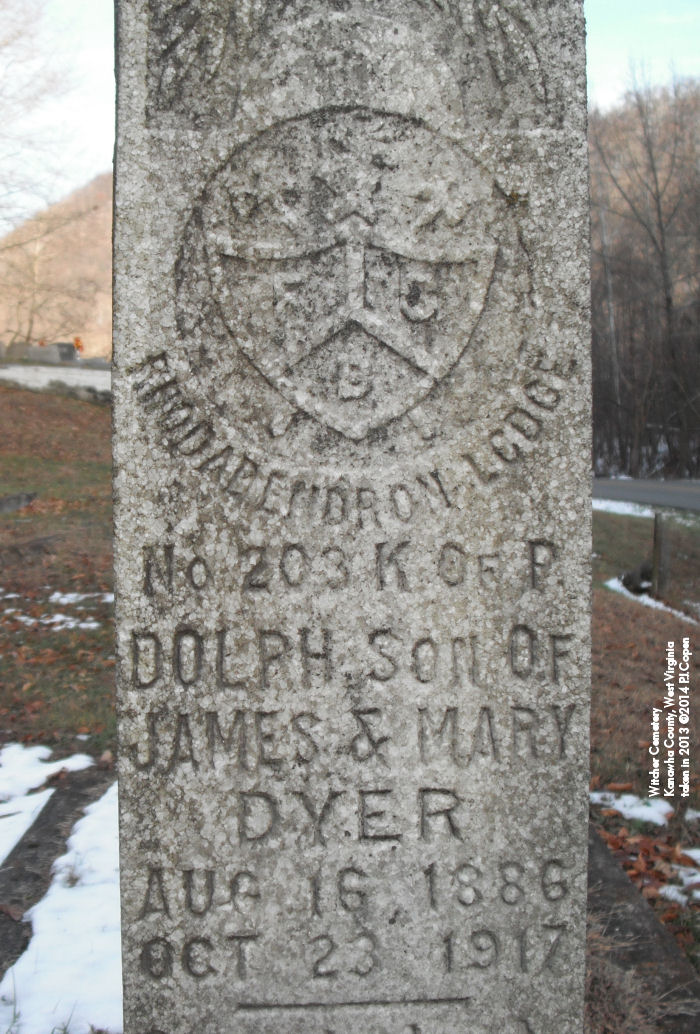 F C
B
RHODADENDRON LODGE
No 203 K OF P.
DOLPH SON OF
JAMES & MARY
DYER
AUG 16, 1886
OCT 23 1917
Witcher Cemetery
Kanawha County, West Virginia
taken in 2013 ©2014 P.J.Copen